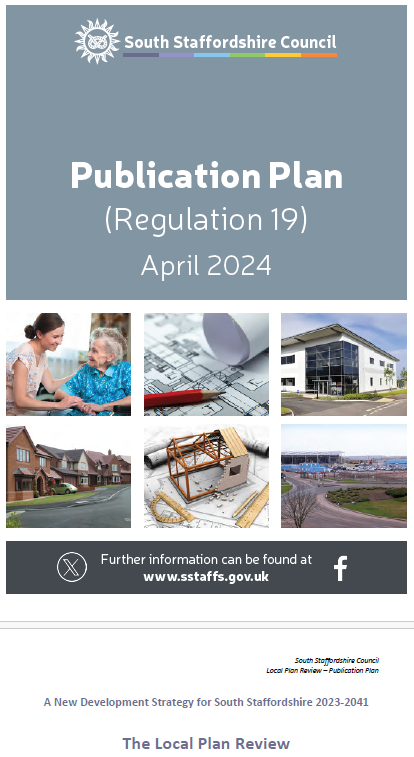 South Staffordshire Council
Publication Plan
(Regulation 19)
April 2024
Further information can be found at
www.sstaffs.gov.uk
South Staffordshire Council
Local Plan Review – Publication Plan
A New Development Strategy for South Staffordshire 2023-2041
The Local Plan Review